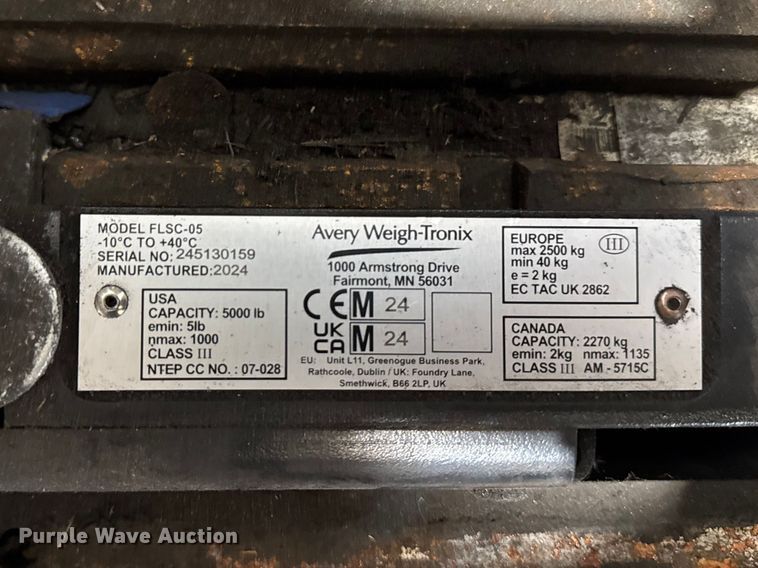 MODEL FLSC-05
-10°C TO +40°C
SERIAL NO: 245130159
MANUFACTURED: 2024
USA
CAPACITY: 5000 lb
emin: 5lb
nmax: 1000
CLASS III
NTEP CC NO. : 07-028
Avery Weigh-Tronix
1000 Armstrong Drive
Fairmont, MN 56031
CE M 24
UK CA M 24
EU: Unit L11, Greenogue Business Park,
Rathcoole, Dublin / UK: Foundry Lane,
Smethwick, B66 2LP, UK
EUROPE III
max 2500 kg
min 40 kg
e = 2 kg
EC TAC UK 2862
CANADA
CAPACITY: 2270 kg
emin: 2kg nmax: 1135
CLASS III AM - 5715C
Purple Wave Auction